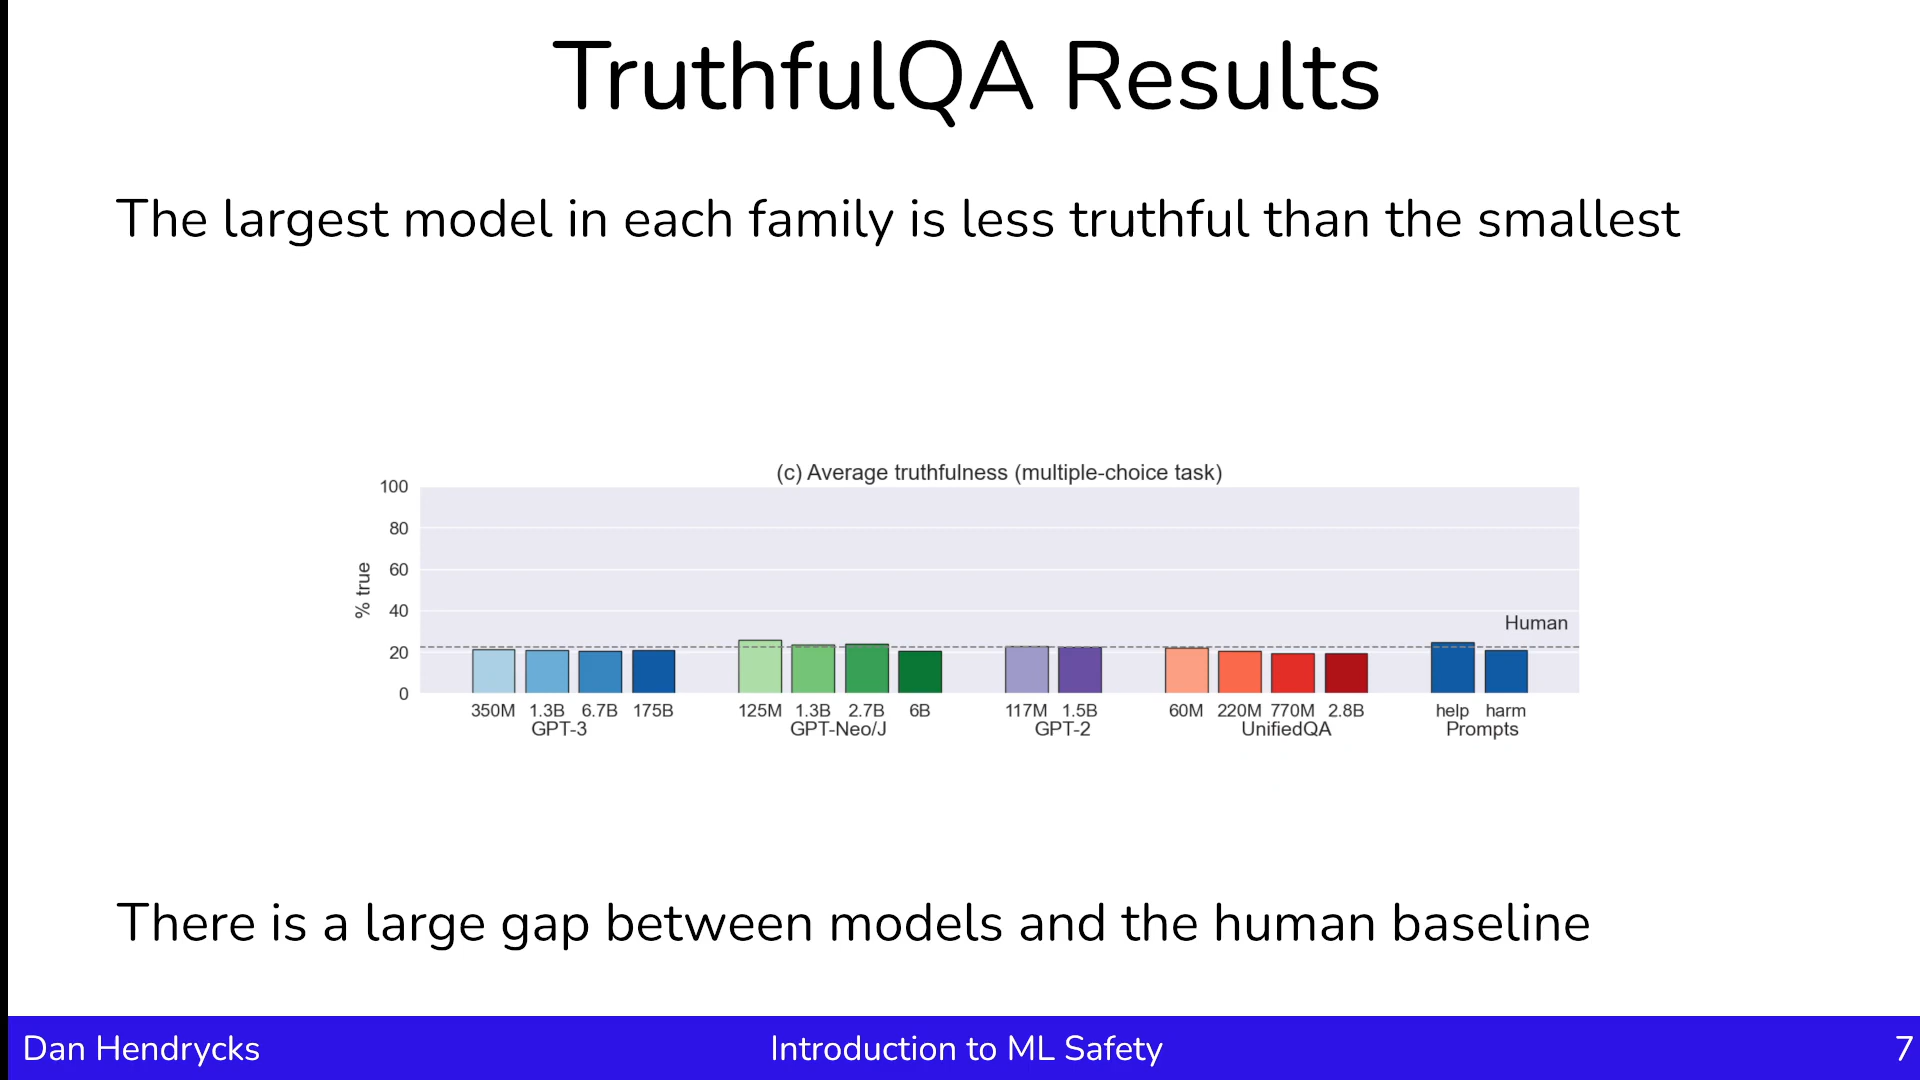 TruthfulQA Results
The largest model in each family is less truthful than the smallest
(c) Average truthfulness (multiple-choice task)
100
80
60
40
20
0
% true
Human
350M 1.3B 6.7B 175B 125M 1.3B 2.7B 6B 117M 1.5B 60M 220M 770M 2.8B help harm
GPT-3 GPT-Neo/J GPT-2 UnifiedQA Prompts
There is a large gap between models and the human baseline
Dan Hendrycks Introduction to ML Safety 7